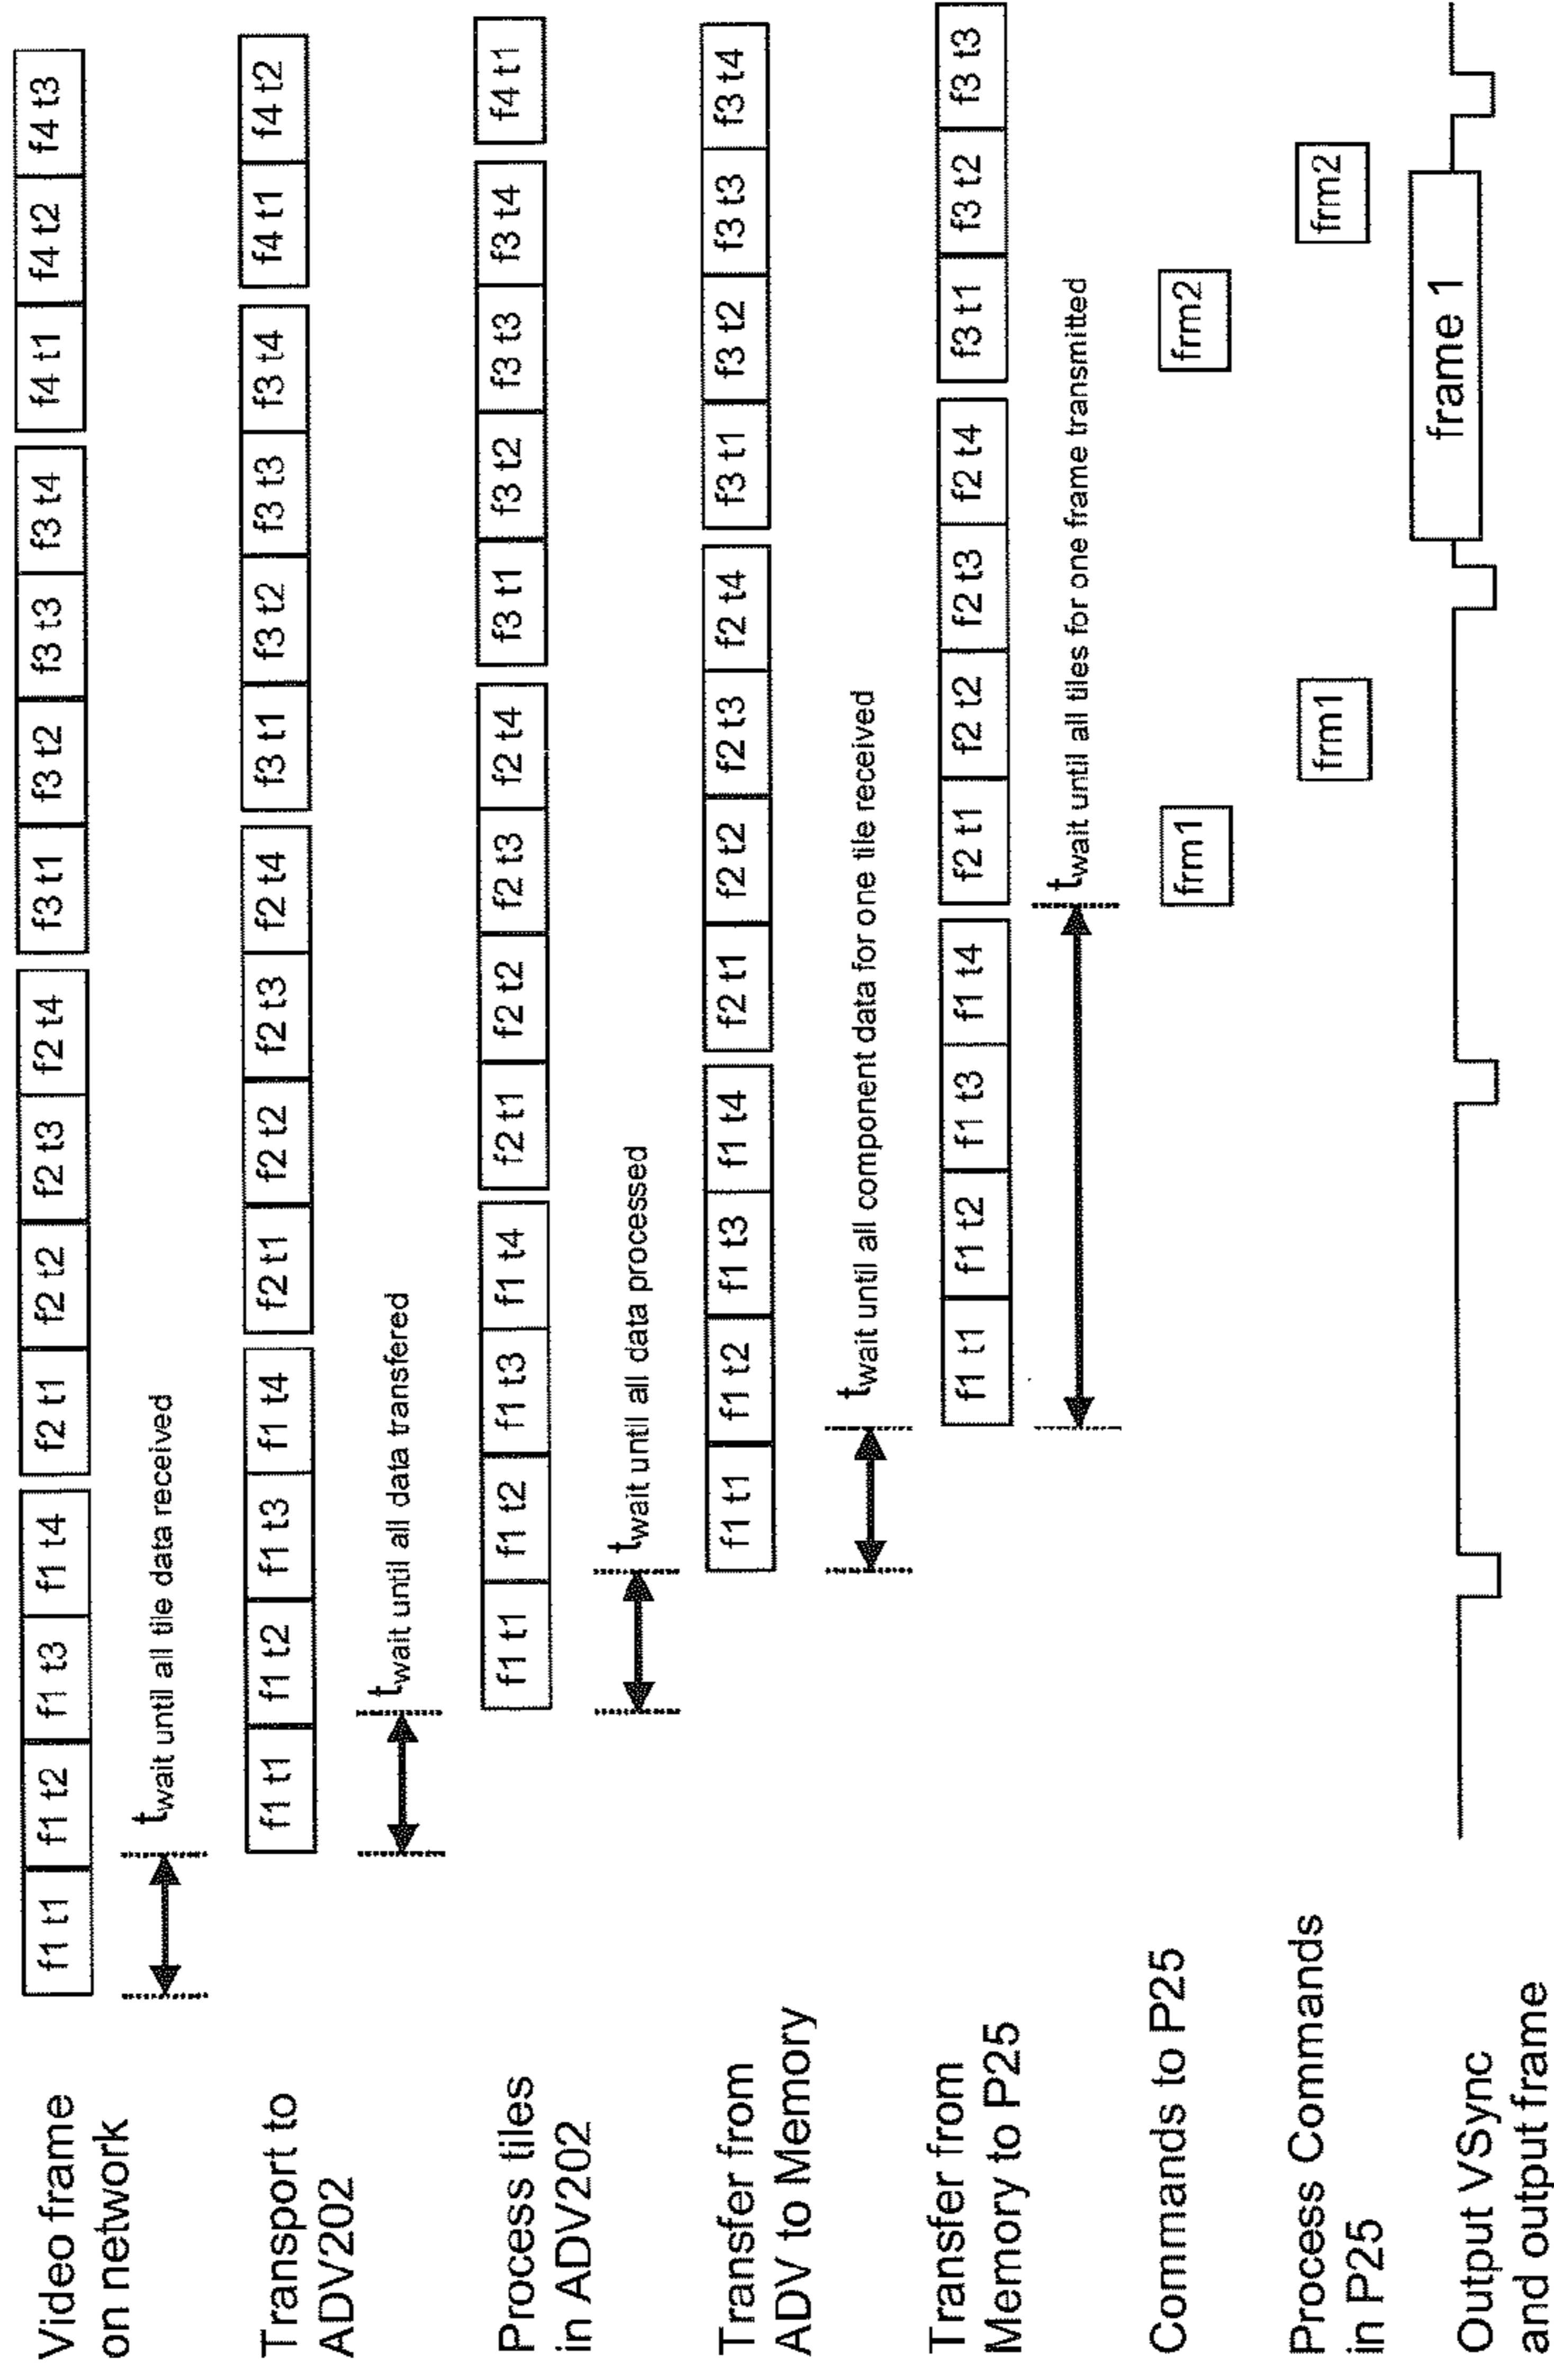 Video frame
on network
f1 t1 f1 t2 f1 t3 f1 t4 f2 t1 f2 t2 f2 t3 f2 t4 f3 t1 f3 t2 f3 t3 f3 t4 f4 t1 f4 t2 f4 t3
twait until all tile data received
Transport to
ADV202
f1 t1 f1 t2 f1 t3 f1 t4 f2 t1 f2 t2 f2 t3 f2 t4 f3 t1 f3 t2 f3 t3 f3 t4 f4 t1 f4 t2
twait until all data transfered
Process tiles
in ADV202
f1 t1 f1 t2 f1 t3 f1 t4 f2 t1 f2 t2 f2 t3 f2 t4 f3 t1 f3 t2 f3 t3 f3 t4 f4 t1
twait until all data processed
Transfer from
ADV to Memory
f1 t1 f1 t2 f1 t3 f1 t4 f2 t1 f2 t2 f2 t3 f2 t4 f3 t1 f3 t2 f3 t3 f3 t4
twait until all component data for one tile received
Transfer from
Memory to P25
f1 t1 f1 t2 f1 t3 f1 t4 f2 t1 f2 t2 f2 t3 f2 t4 f3 t1 f3 t2 f3 t3
twait until all tiles for one frame transmitted
Commands to P25
frm1 frm2
Process Commands
in P25
frm1 frm2
Output VSync
and output frame
frame 1